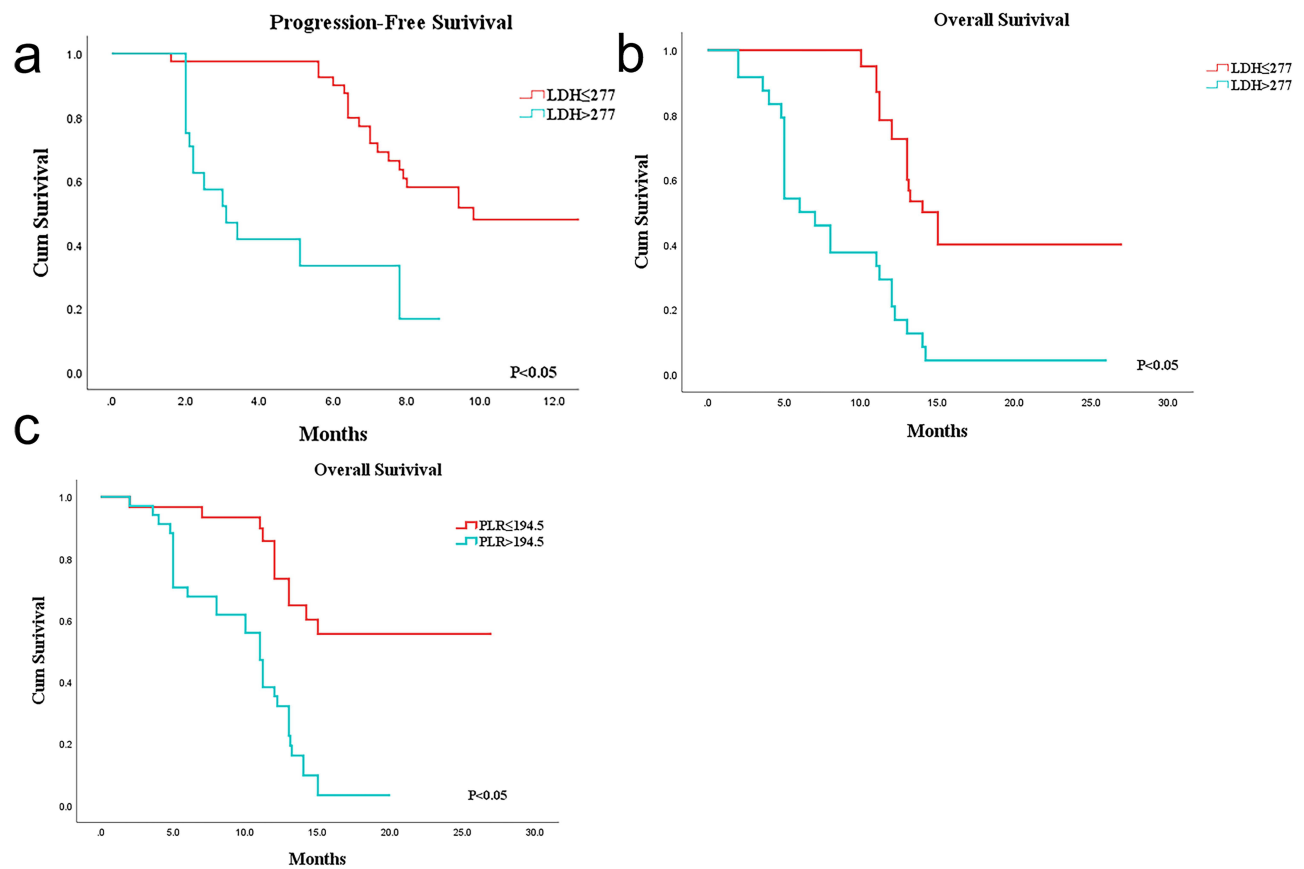 a
Progression-Free Surivival
1.0
0.8
0.6
0.4
0.2
0.0
Cum Surivival
LDH≤277
LDH>277
P<0.05
.0 2.0 4.0 6.0 8.0 10.0 12.0
Months
b
Overall Surivival
1.0
0.8
0.6
0.4
0.2
0.0
Cum Surivival
LDH≤277
LDH>277
P<0.05
.0 5.0 10.0 15.0 20.0 25.0 30.0
Months
c
Overall Surivival
1.0
0.8
0.6
0.4
0.2
0.0
Cum Surivival
PLR≤194.5
PLR>194.5
P<0.05
.0 5.0 10.0 15.0 20.0 25.0 30.0
Months